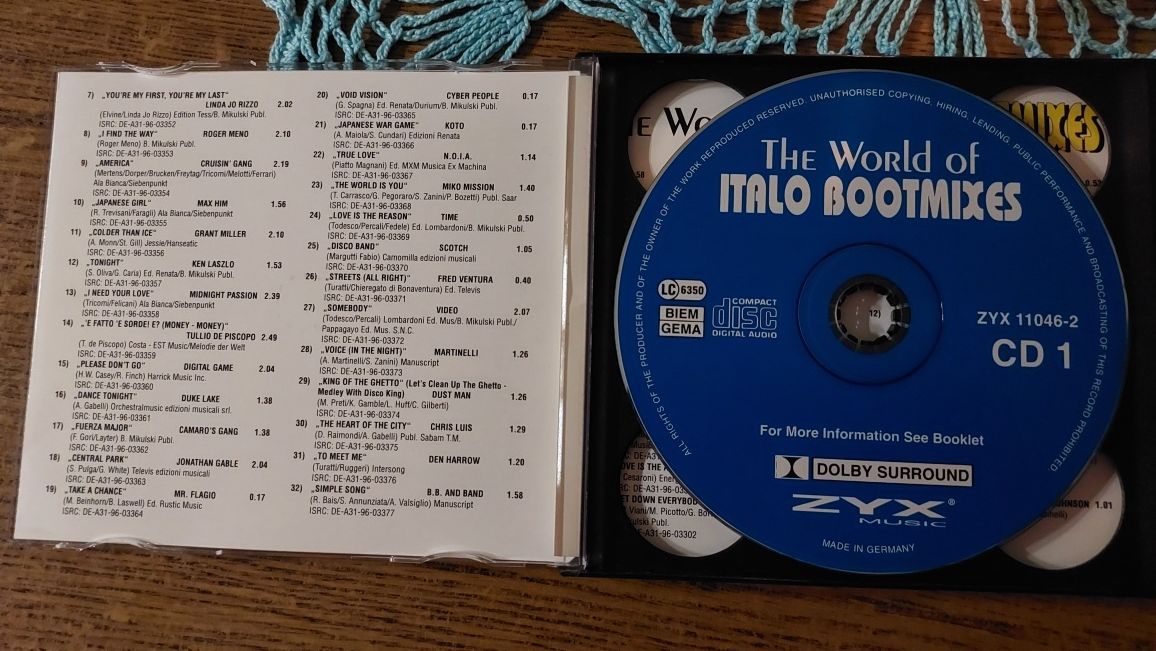 7) „YOU'RE MY FIRST, YOU'RE MY LAST"
LINDA JO RIZZO 2.02
(Elvine/Linda Jo Rizzo) Edition Tess/B. Mikulski Publ.
ISRC: DE-A31-96-03352
8) „I FIND THE WAY" ROGER MENO 2.10
(Roger Meno) B. Mikulski Publ.
ISRC: DE-A31-96-03353
9) „AMERICA" CRUISIN' GANG 2.19
(Mertens/Dorper/Brucken/Freytag/Tricomi/Melotti/Ferrari)
Ala Bianca/Siebenpunkt
ISRC: DE-A31-96-03354
10) „JAPANESE GIRL" MAX HIM 1.56
(R. Trevisani/Faragli) Ala Bianca/Siebenpunkt
ISRC: DE-A31-96-03355
11) „COLDER THAN ICE" GRANT MILLER 2.10
(A. Monn/St. Gill) Jessie/Hanseatic
ISRC: DE-A31-96-03356
12) „TONIGHT" KEN LASZLO 1.53
(S. Oliva/G. Caria) Ed. Renata/B. Mikulski Publ.
ISRC: DE-A31-96-03357
13) „I NEED YOUR LOVE" MIDNIGHT PASSION 2.39
(Tricomi/Felicani) Ala Bianca/Siebenpunkt
ISRC: DE-A31-96-03358
14) „'E FATTO 'E SORDE! E? (MONEY - MONEY)"
TULLIO DE PISCOPO 2.49
(T. de Piscopo) Costa - EST Music/Melodie der Welt
ISRC: DE-A31-96-03359
15) „PLEASE DON'T GO" DIGITAL GAME 2.04
(H.W. Casey/R. Finch) Harrick Music Inc.
ISRC: DE-A31-96-03360
16) „DANCE TONIGHT" DUKE LAKE 1.38
(A. Gabelli) Orchestralmusic edizioni musicali srl.
ISRC: DE-A31-96-03361
17) „FUERZA MAJOR" CAMARO'S GANG 1.38
(F. Gori/Layter) B. Mikulski Publ.
ISRC: DE-A31-96-03362
18) „CENTRAL PARK" JONATHAN GABLE 2.04
(S. Pulga/G. White) Televis edizioni musicali
ISRC: DE-A31-96-03363
19) „TAKE A CHANCE" MR. FLAGIO 0.17
(M. Beinhorn/B. Laswell) Ed. Rustic Music
ISRC: DE-A31-96-03364
20) „VOID VISION" CYBER PEOPLE 0.17
(G. Spagna) Ed. Renata/Durium/B. Mikulski Publ.
ISRC: DE-A31-96-03365
21) „JAPANESE WAR GAME" KOTO 0.17
(A. Maiola/S. Cundari) Edizioni Renata
ISRC: DE-A31-96-03366
22) „TRUE LOVE" N.O.I.A. 1.14
(Piatto Magnani) Ed. MXM Musica Ex Machina
ISRC: DE-A31-96-03367
23) „THE WORLD IS YOU" MIKO MISSION 1.40
(T. Carrasco/G. Pegoraro/S. Zanini/P. Bozetti) Publ. Saar
ISRC: DE-A31-96-03368
24) „LOVE IS THE REASON" TIME 0.50
(Todesco/Percali/Fedele) Ed. Lombardoni/B. Mikulski Publ.
ISRC: DE-A31-96-03369
25) „DISCO BAND" SCOTCH 1.05
(Margutti Fabio) Carnomilla edizioni musicali
ISRC: DE-A31-96-03370
26) „STREETS (ALL RIGHT)" FRED VENTURA 0.40
(Turatti/Chieregato di Bonaventura) Ed. Televis
ISRC: DE-A31-96-03371
27) „SOMEBODY" VIDEO 2.07
(Todesco/Percali) Lombardoni Ed. Mus/B. Mikulski Publ./
Pappagayo Ed. Mus. S.N.C.
ISRC: DE-A31-96-03372
28) „VOICE (IN THE NIGHT)" MARTINELLI 1.26
(A. Martinelli/S. Zanini) Manuscript
ISRC: DE-A31-96-03373
29) „KING OF THE GHETTO" (Let's Clean Up The Ghetto -
Medley With Disco King) DUST MAN 1.26
(M. Preti/K. Gamble/L. Huff/C. Gilberti)
ISRC: DE-A31-96-03374
30) „THE HEART OF THE CITY" CHRIS LUIS 1.29
(D. Raimondi/A. Gabelli) Publ. Sabam T.M.
ISRC: DE-A31-96-03375
31) „TO MEET ME" DEN HARROW 1.20
(Turatti/Ruggeri) Intersong
ISRC: DE-A31-96-03376
32) „SIMPLE SONG" B.B. AND BAND 1.58
(R. Bais/S. Annunziata/A. Valsiglio) Manuscript
ISRC: DE-A31-96-03377
ALL RIGHTS OF THE PRODUCER AND OF THE OWNER OF THE WORK REPRODUCED RESERVED. UNAUTHORISED COPYING, HIRING, LENDING, PUBLIC PERFORMANCE AND BROADCASTING OF THIS RECORD PROHIBITED
The World of
ITALO BOOTMIXES
LC 6350
BIEM
GEMA
COMPACT
disc
DIGITAL AUDIO
12)
ZYX 11046-2
CD 1
For More Information See Booklet
DOLBY SURROUND
ZYX®
MUSIC
MADE IN GERMANY
MIXES
0.52
.58
LOVE IS THE
Cesaroni)
DOWN EVERYBOD
Viani/M. Picotto/G. Bor
ulski Publ.
E-A31-96-03302
JOHNSON 1.01